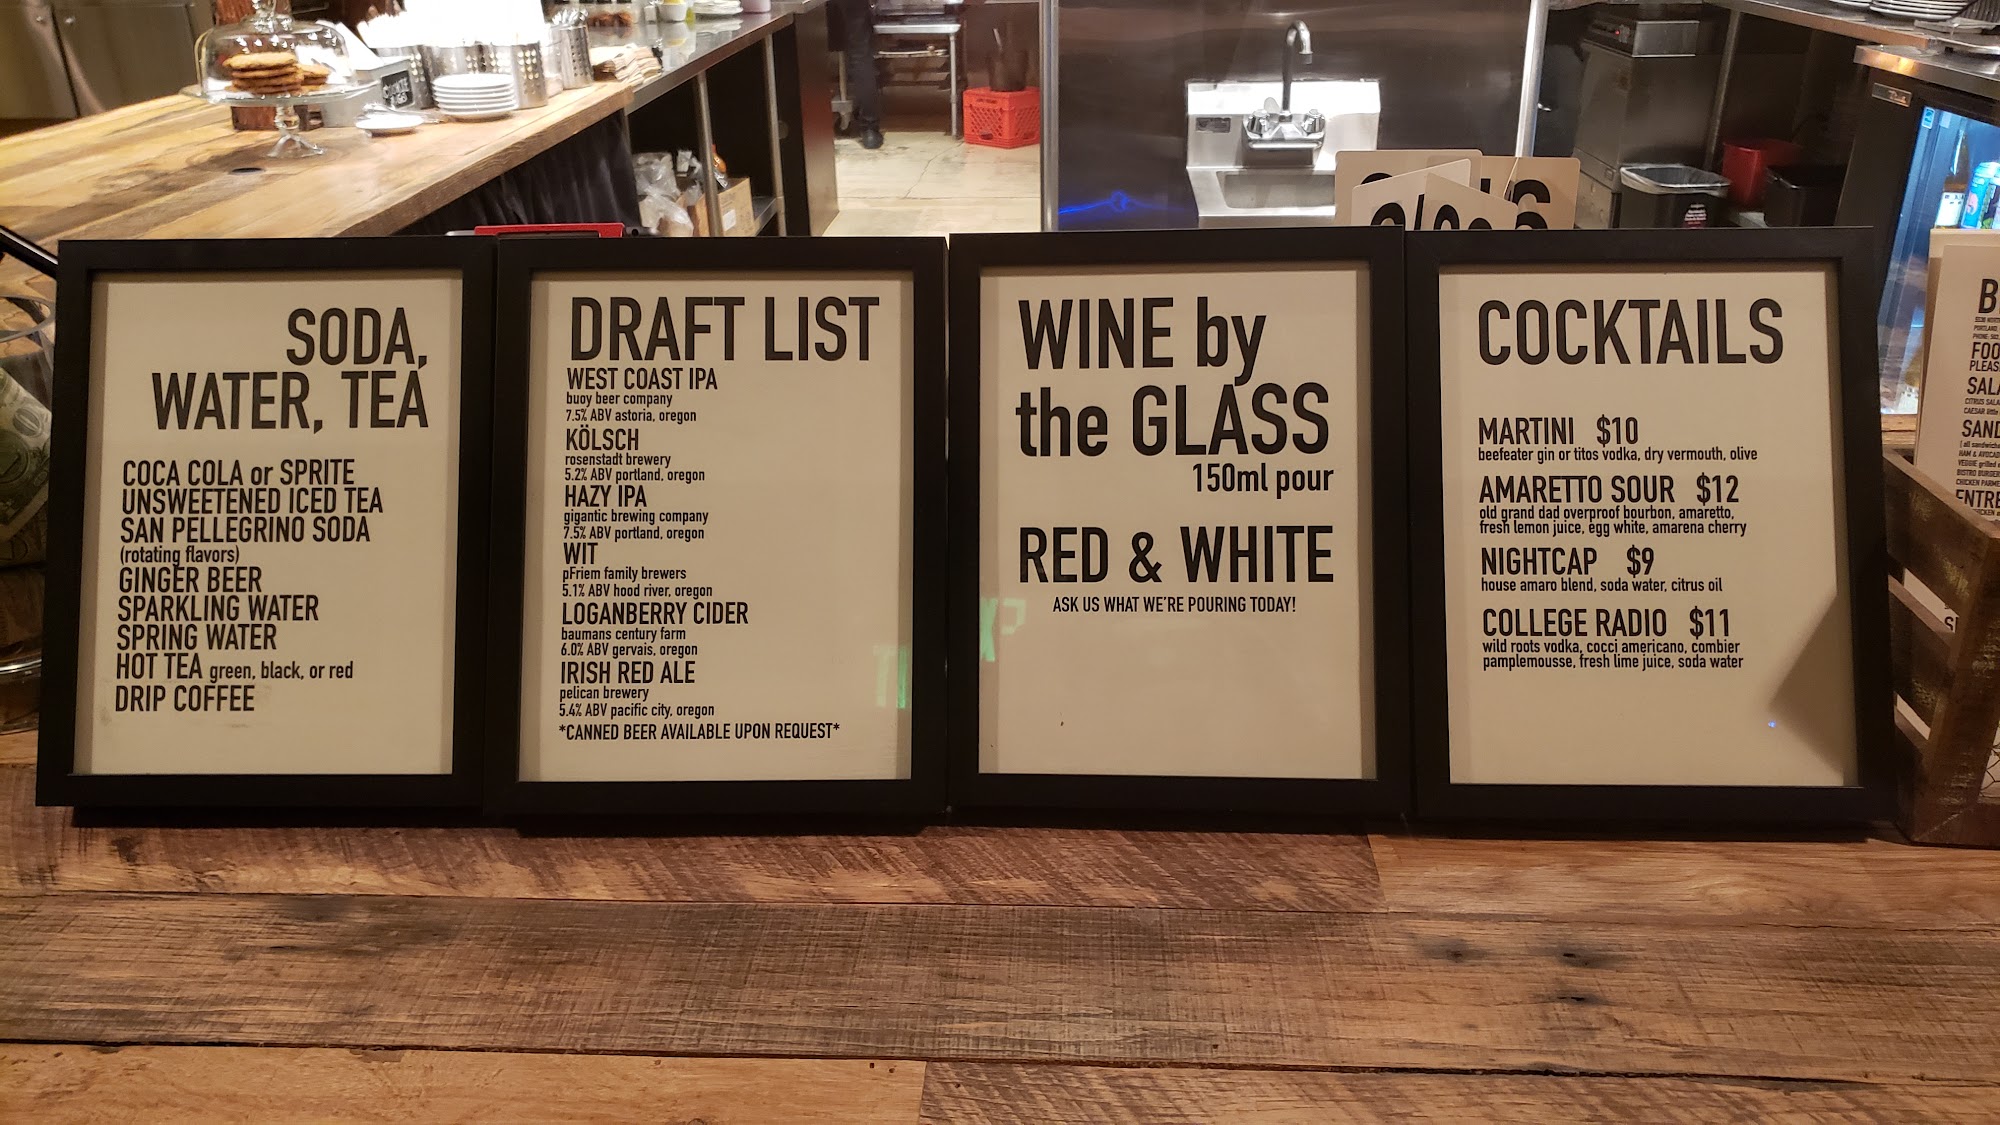 SODA,
WATER, TEA
COCA COLA or SPRITE
UNSWEETENED ICED TEA
SAN PELLEGRINO SODA
(rotating flavors)
GINGER BEER
SPARKLING WATER
SPRING WATER
HOT TEA green, black, or red
DRIP COFFEE
DRAFT LIST
WEST COAST IPA
buoy beer company
7.5% ABV astoria, oregon
KÖLSCH
rosenstadt brewery
5.2% ABV portland, oregon
HAZY IPA
gigantic brewing company
7.5% ABV portland, oregon
WIT
pFriem family brewers
5.1% ABV hood river, oregon
LOGANBERRY CIDER
baumans century farm
6.0% ABV gervais, oregon
IRISH RED ALE
pelican brewery
5.4% ABV pacific city, oregon
*CANNED BEER AVAILABLE UPON REQUEST*
WINE by
the GLASS
150ml pour
RED & WHITE
ASK US WHAT WE'RE POURING TODAY!
COCKTAILS
MARTINI $10
beefeater gin or titos vodka, dry vermouth, olive
AMARETTO SOUR $12
old grand dad overproof bourbon, amaretto,
fresh lemon juice, egg white, amarena cherry
NIGHTCAP $9
house amaro blend, soda water, citrus oil
COLLEGE RADIO $11
wild roots vodka, cocci americano, combier
pamplemousse, fresh lime juice, soda water